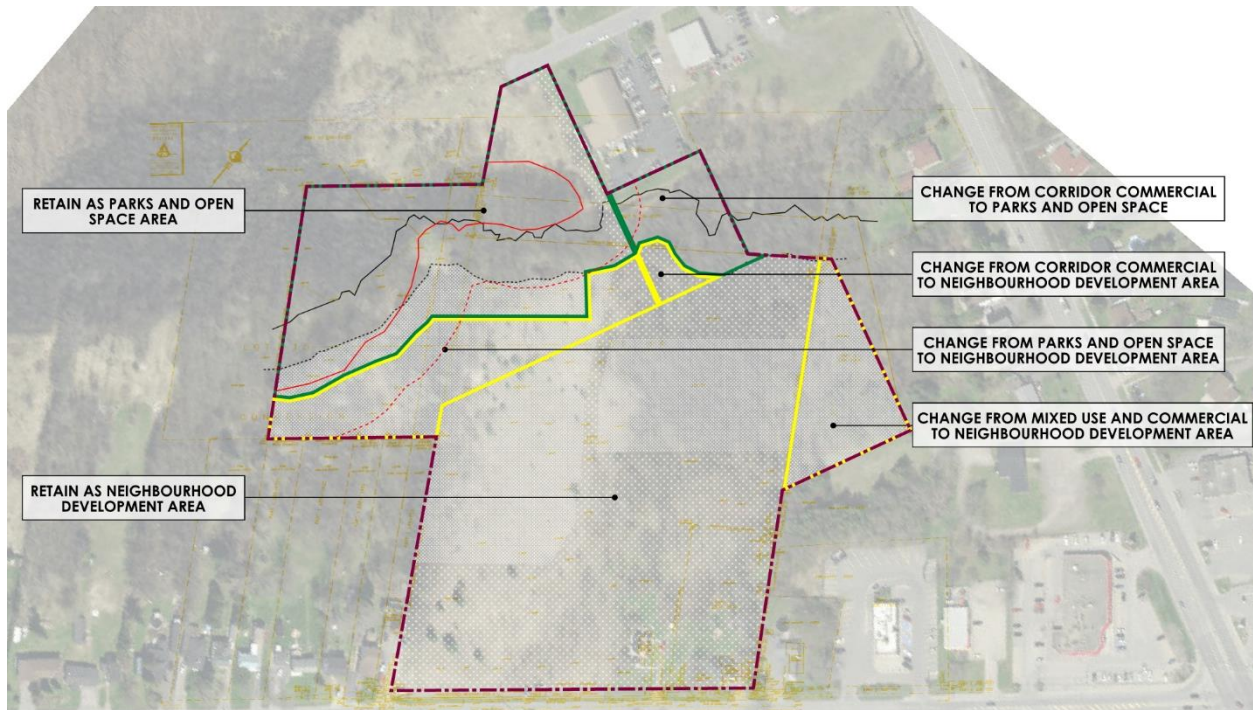 RETAIN AS PARKS AND OPEN
SPACE AREA
CHANGE FROM CORRIDOR COMMERCIAL
TO PARKS AND OPEN SPACE
CHANGE FROM CORRIDOR COMMERCIAL
TO NEIGHBOURHOOD DEVELOPMENT AREA
CHANGE FROM PARKS AND OPEN SPACE
TO NEIGHBOURHOOD DEVELOPMENT AREA
CHANGE FROM MIXED USE AND COMMERCIAL
TO NEIGHBOURHOOD DEVELOPMENT AREA
RETAIN AS NEIGHBOURHOOD
DEVELOPMENT AREA